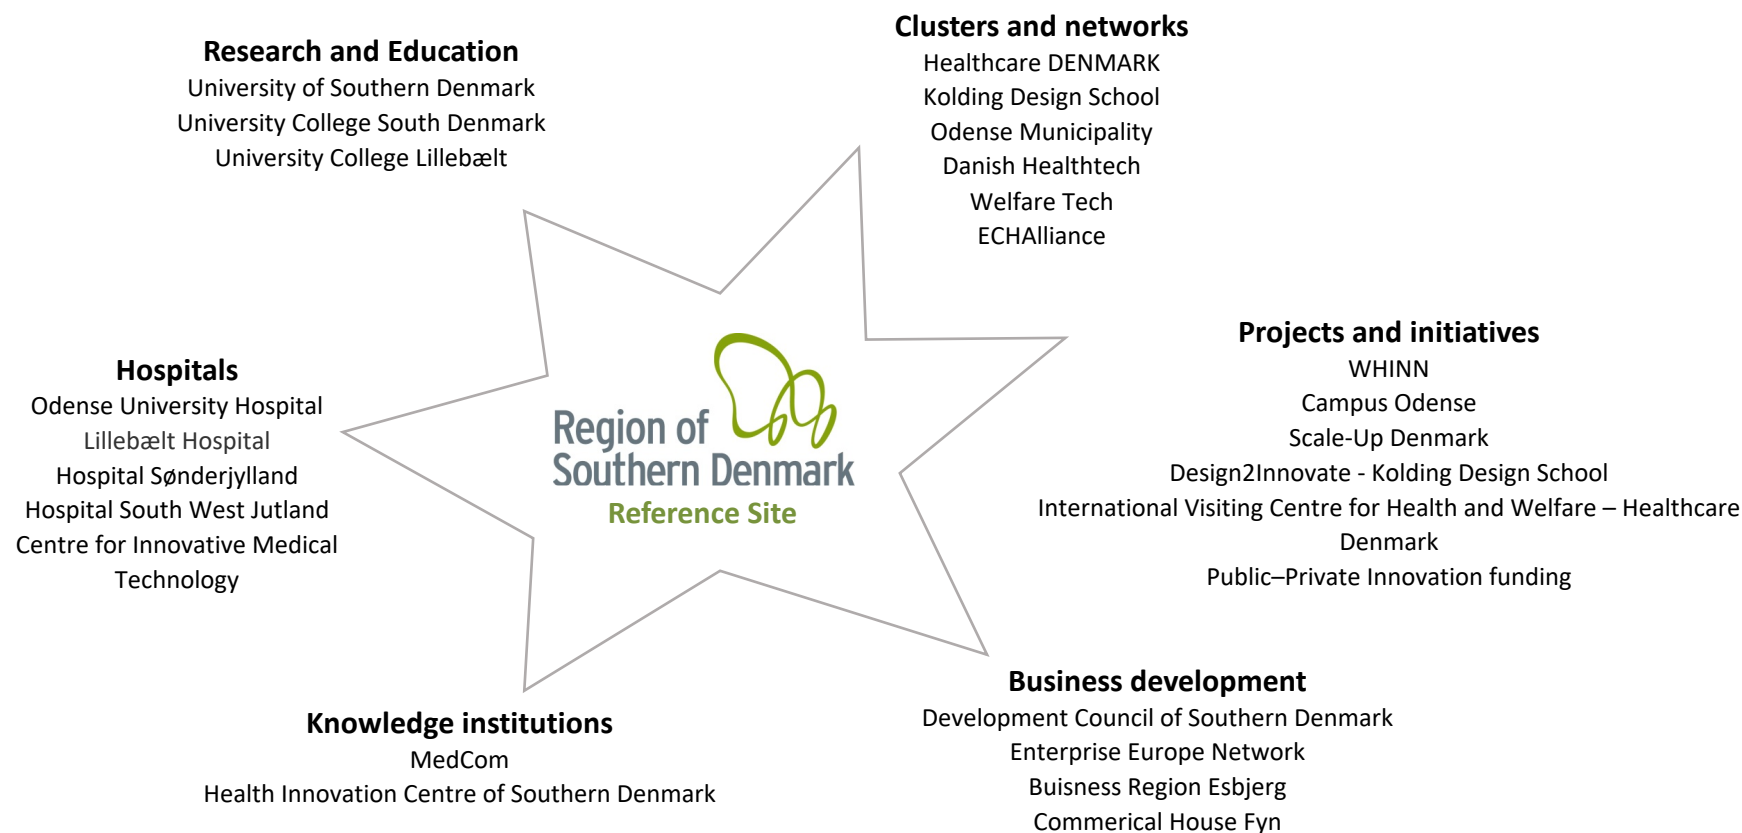 Research and Education
University of Southern Denmark
University College South Denmark
University College Lillebælt
Clusters and networks
Healthcare DENMARK
Kolding Design School
Odense Municipality
Danish Healthtech
Welfare Tech
ECHAlliance
Hospitals
Odense University Hospital
Lillebælt Hospital
Hospital Sønderjylland
Hospital South West Jutland
Centre for Innovative Medical
Technology
Region of
Southern Denmark
Reference Site
Projects and initiatives
WHINN
Campus Odense
Scale-Up Denmark
Design2Innovate - Kolding Design School
International Visiting Centre for Health and Welfare – Healthcare
Denmark
Public–Private Innovation funding
Knowledge institutions
MedCom
Health Innovation Centre of Southern Denmark
Business development
Development Council of Southern Denmark
Enterprise Europe Network
Buisness Region Esbjerg
Commerical House Fyn